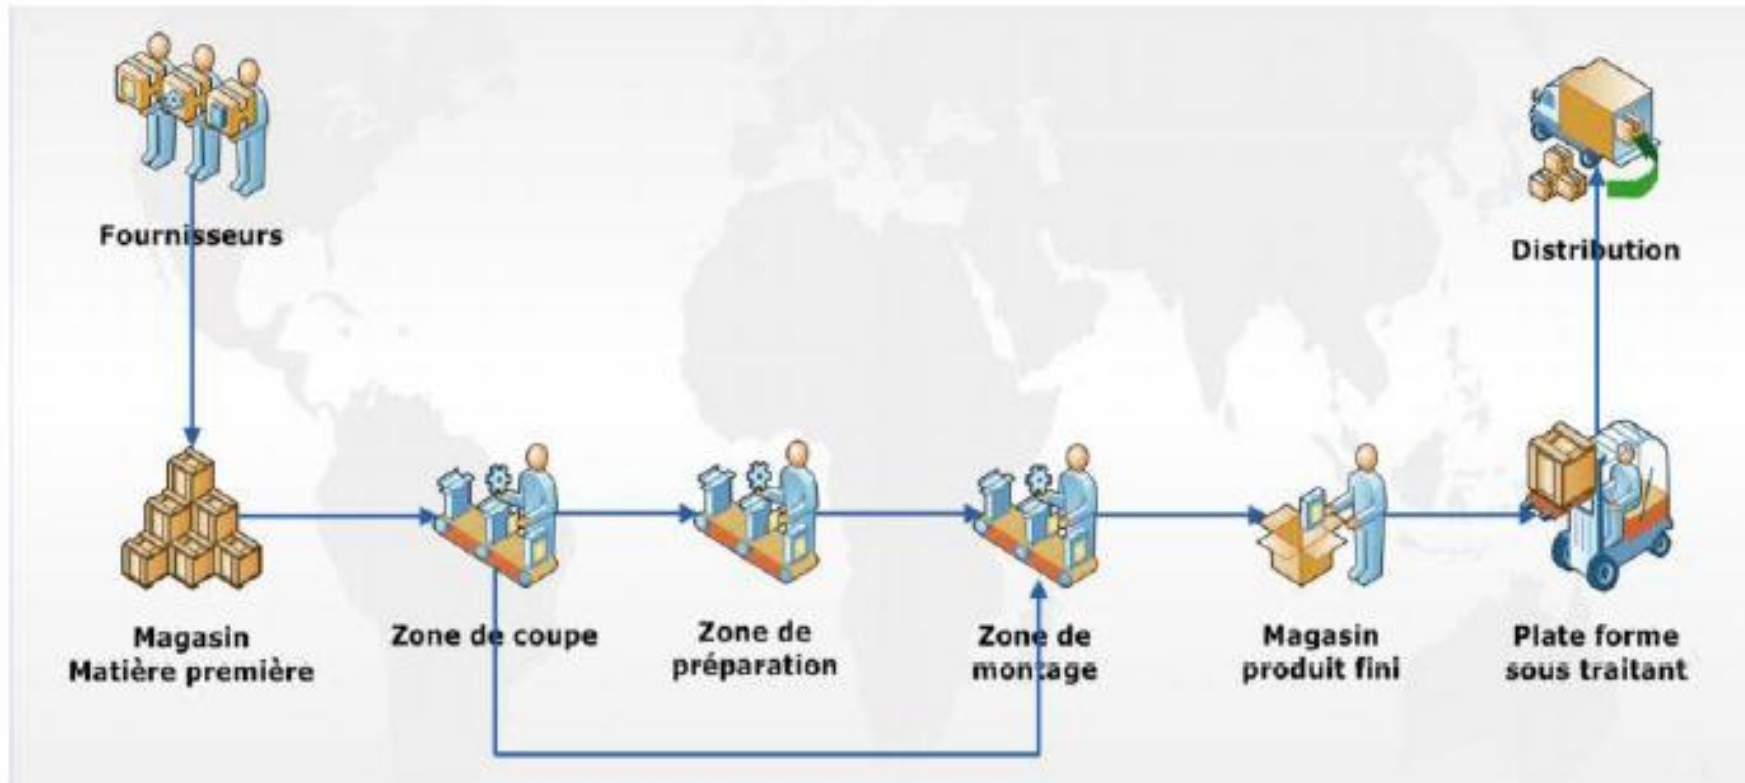 Fournisseurs
Distribution
Magasin
Matière première
Zone de coupe
Zone de
préparation
Zone de
montage
Magasin
produit fini
Plate forme
sous traitant